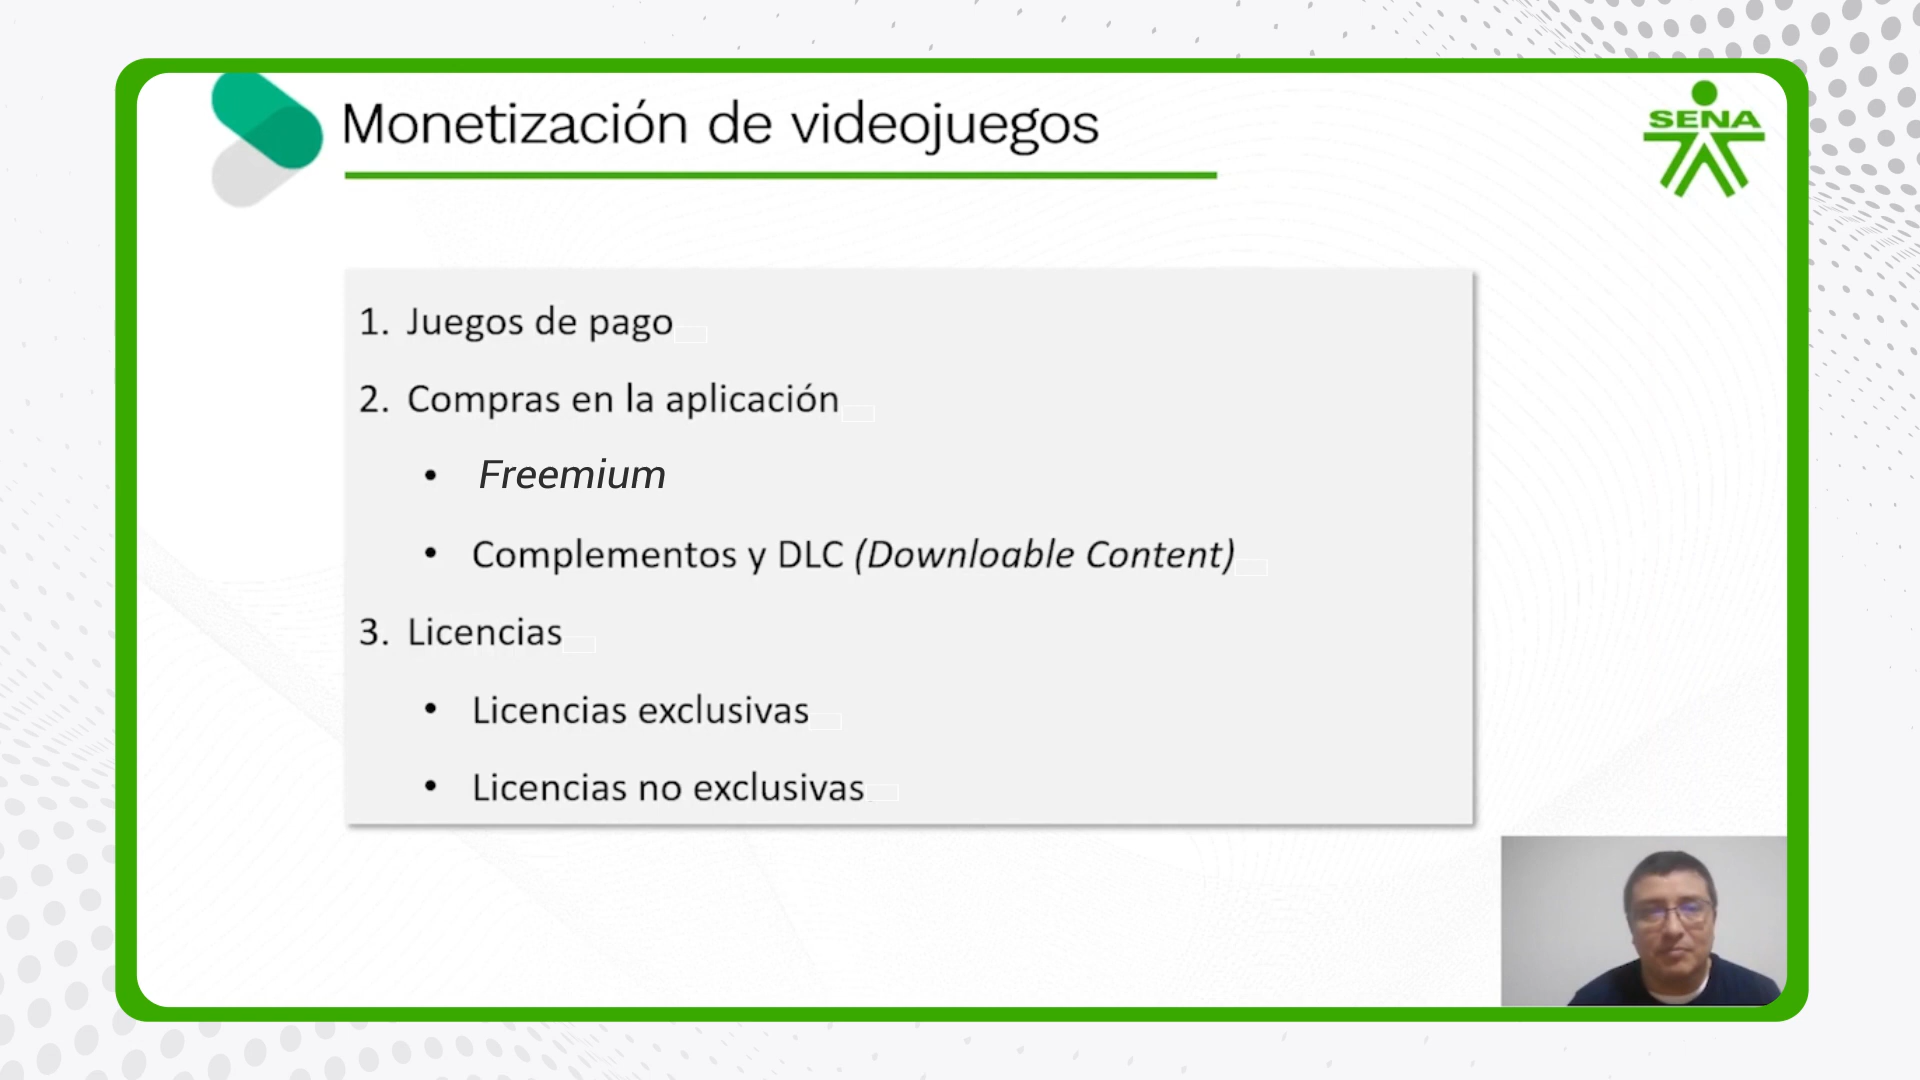 Monetización de videojuegos
SENA
1. Juegos de pago
2. Compras en la aplicación
• Freemium
• Complementos y DLC (Downloable Content)
3. Licencias
• Licencias exclusivas
• Licencias no exclusivas